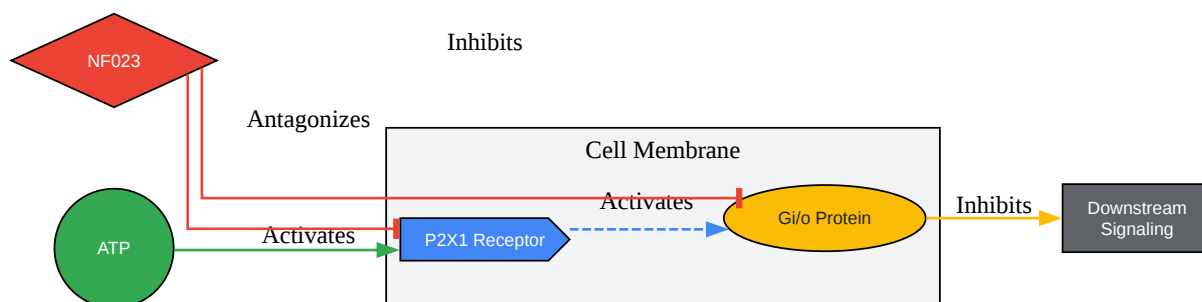 Inhibits
NF023
Antagonizes
Cell Membrane
Activates
Activates
ATP
P2X1 Receptor
Gi/o Protein
Inhibits
Downstream
Signaling